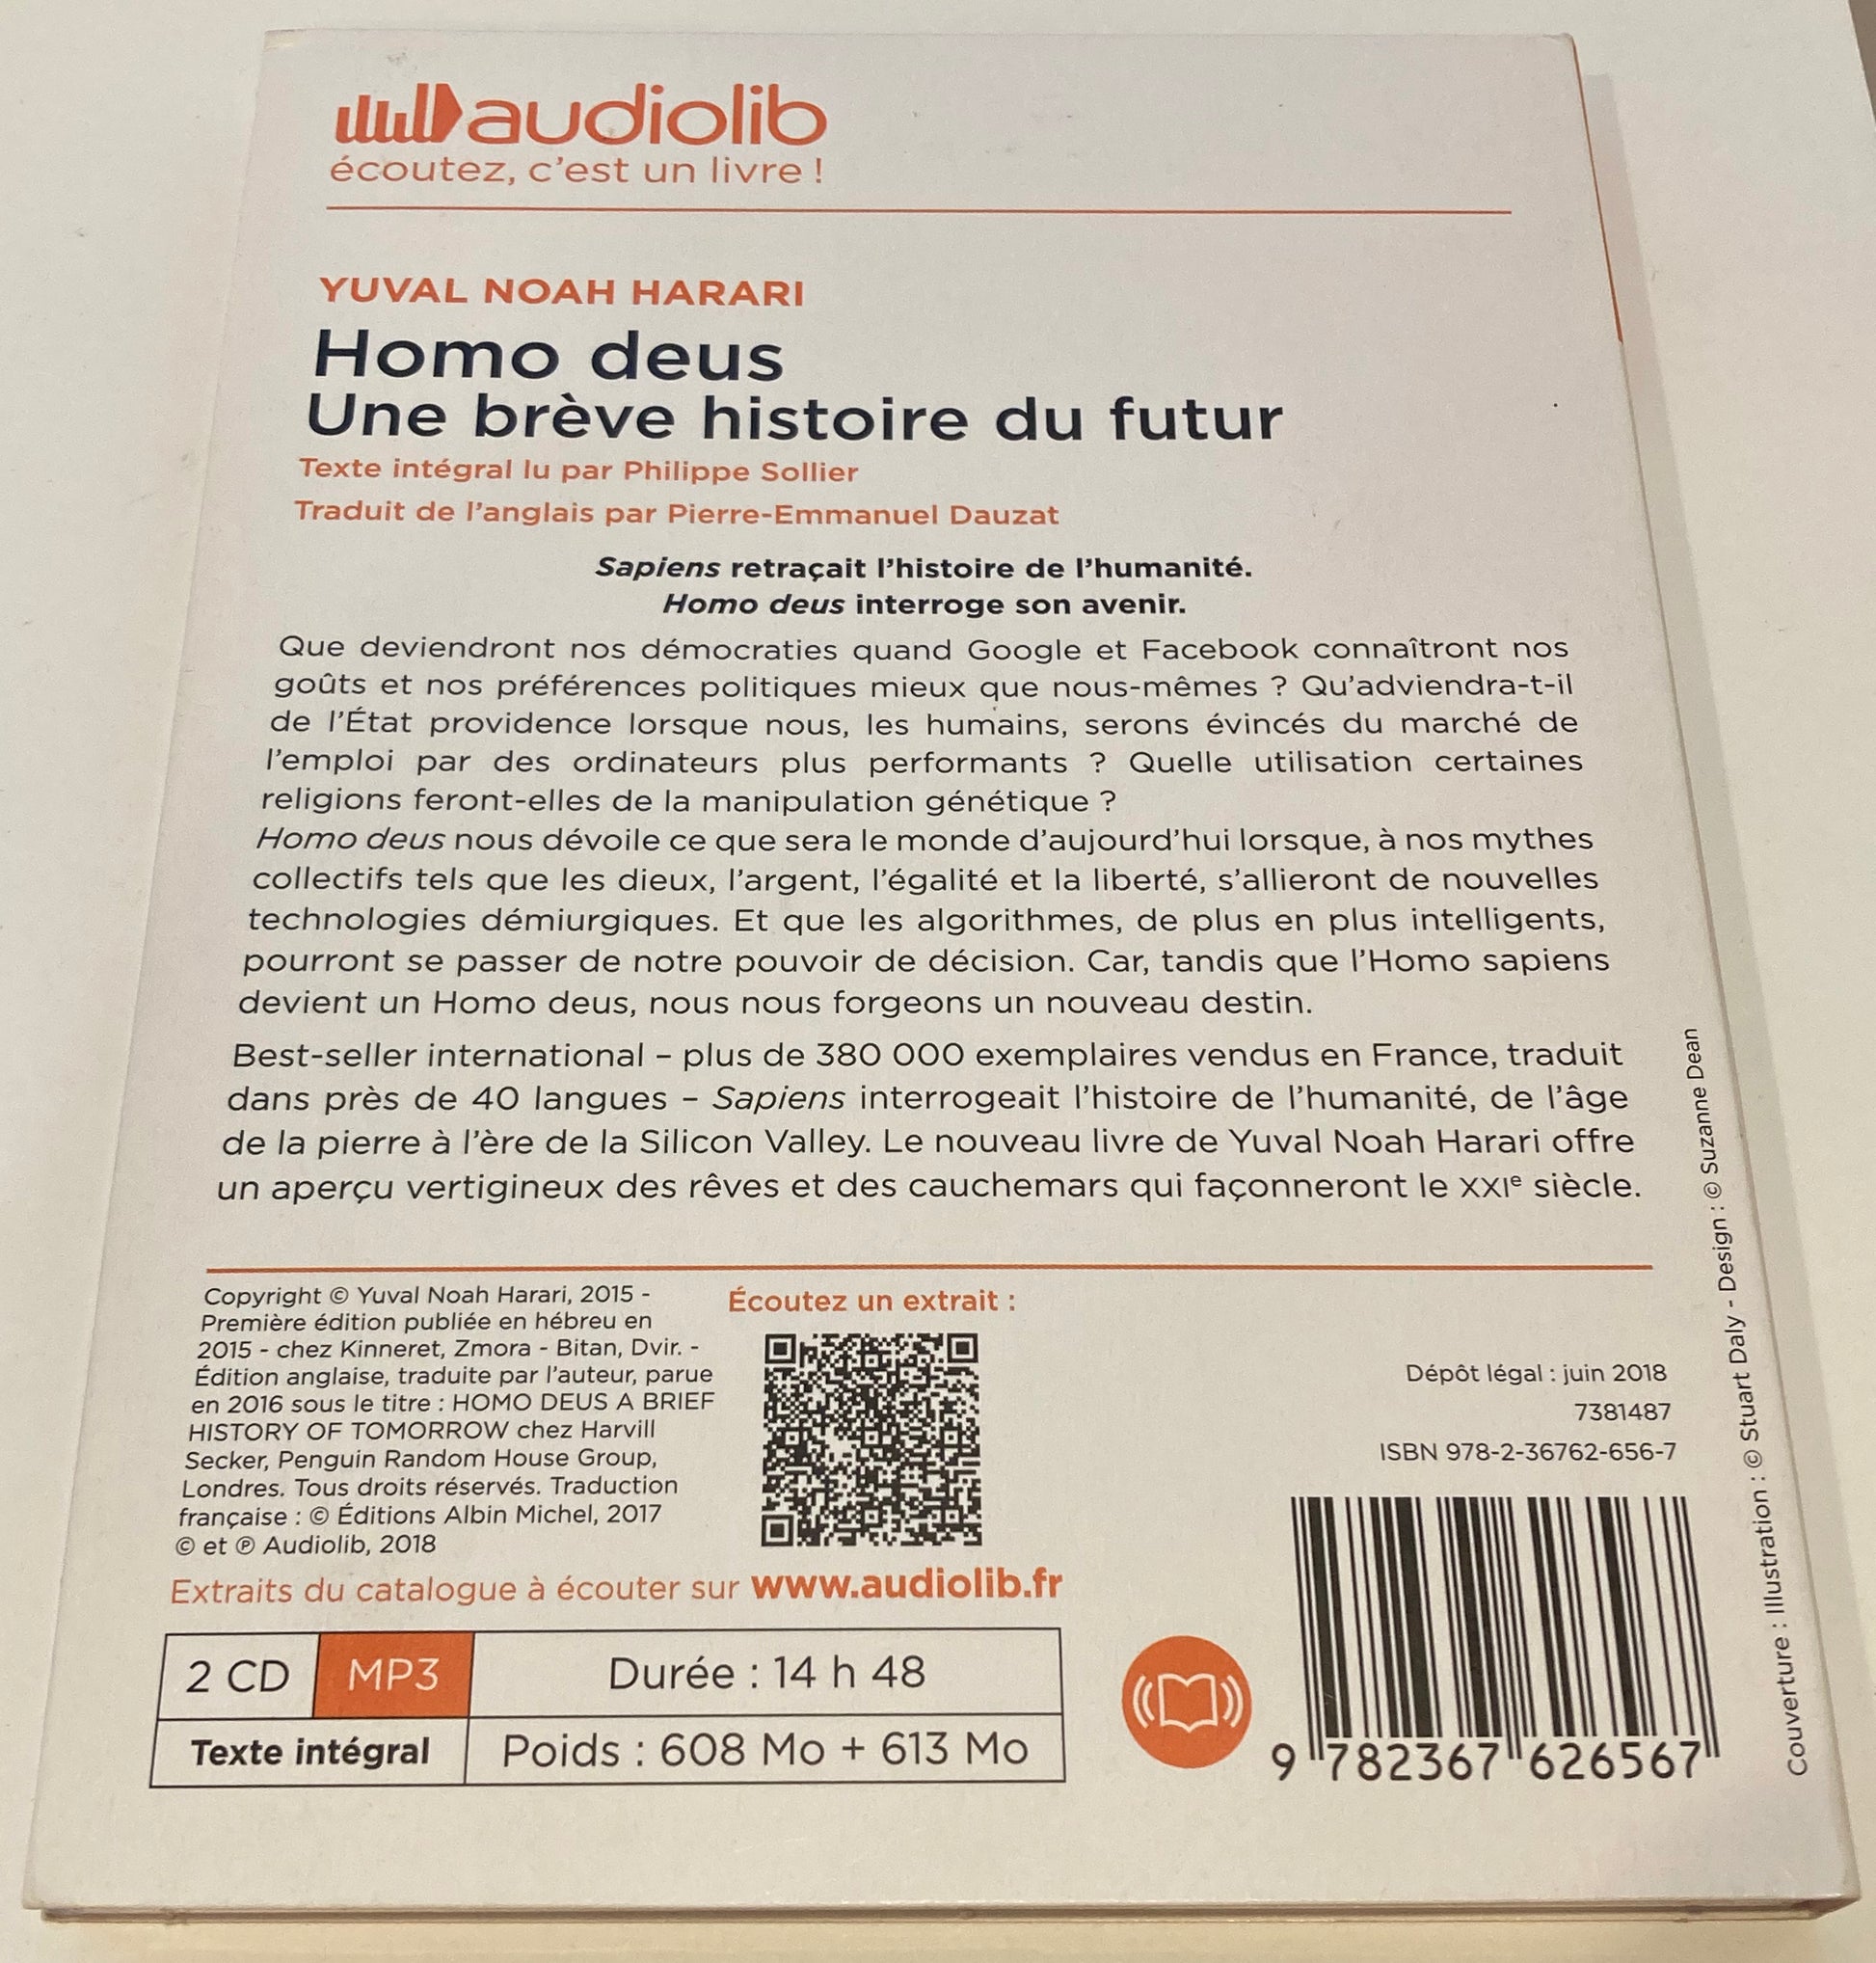 audiolib
écoutez, c'est un livre !
YUVAL NOAH HARARI
Homo deus
Une brève histoire du futur
Texte intégral lu par Philippe Sollier
Traduit de l'anglais par Pierre-Emmanuel Dauzat
Sapiens retraçait l'histoire de l'humanité.
Homo deus interroge son avenir.
Que deviendront nos démocraties quand Google et Facebook connaîtront nos
goûts et nos préférences politiques mieux que nous-mêmes ? Qu'adviendra-t-il
de l'État providence lorsque nous, les humains, serons évincés du marché de
l'emploi par des ordinateurs plus performants ? Quelle utilisation certaines
religions feront-elles de la manipulation génétique ?
Homo deus nous dévoile ce que sera le monde d'aujourd'hui lorsque, à nos mythes
collectifs tels que les dieux, l'argent, l'égalité et la liberté, s'allieront de nouvelles
technologies démiurgiques. Et que les algorithmes, de plus en plus intelligents,
pourront se passer de notre pouvoir de décision. Car, tandis que l'Homo sapiens
devient un Homo deus, nous nous forgeons un nouveau destin.
Best-seller international – plus de 380 000 exemplaires vendus en France, traduit
dans près de 40 langues – Sapiens interrogeait l'histoire de l'humanité, de l'âge
de la pierre à l'ère de la Silicon Valley. Le nouveau livre de Yuval Noah Harari offre
un aperçu vertigineux des rêves et des cauchemars qui façonneront le XXIe siècle.
Copyright © Yuval Noah Harari, 2015 -
Première édition publiée en hébreu en
2015 - chez Kinneret, Zmora - Bitan, Dvir. -
Édition anglaise, traduite par l'auteur, parue
en 2016 sous le titre : HOMO DEUS A BRIEF
HISTORY OF TOMORROW chez Harvill
Secker, Penguin Random House Group,
Londres. Tous droits réservés. Traduction
française : © Éditions Albin Michel, 2017
© et ℗ Audiolib, 2018
Écoutez un extrait :
Extraits du catalogue à écouter sur www.audiolib.fr
2 CD MP3 Durée : 14 h 48
Texte intégral Poids : 608 Mo + 613 Mo
Dépôt légal : juin 2018
7381487
ISBN 978-2-36762-656-7
9 782367 626567
Couverture : Illustration : © Stuart Daly - Design : © Suzanne Dean